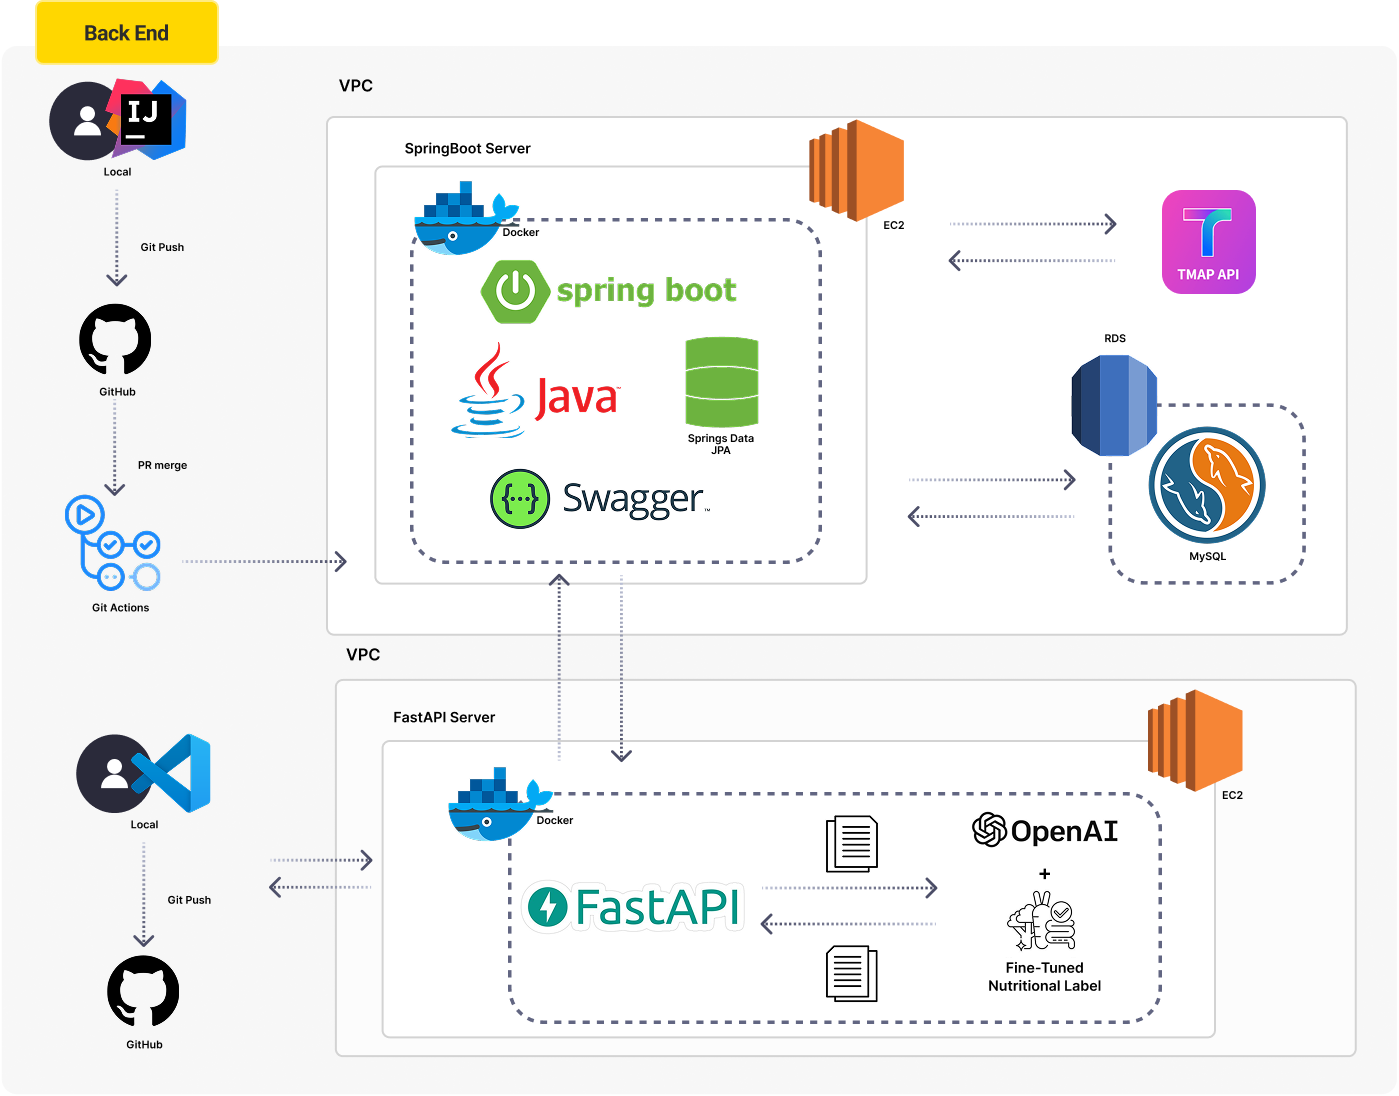 Back End
VPC
IJ
Local
SpringBoot Server
EC2
Docker
Git Push
spring boot
T
TMAP API
GitHub
RDS
Java™
Springs Data
JPA
PR merge
{···} Swagger™
MySQL
Git Actions
VPC
FastAPI Server
EC2
Local
Docker
OpenAI
+
Git Push
FastAPI
Fine-Tuned
Nutritional Label
GitHub